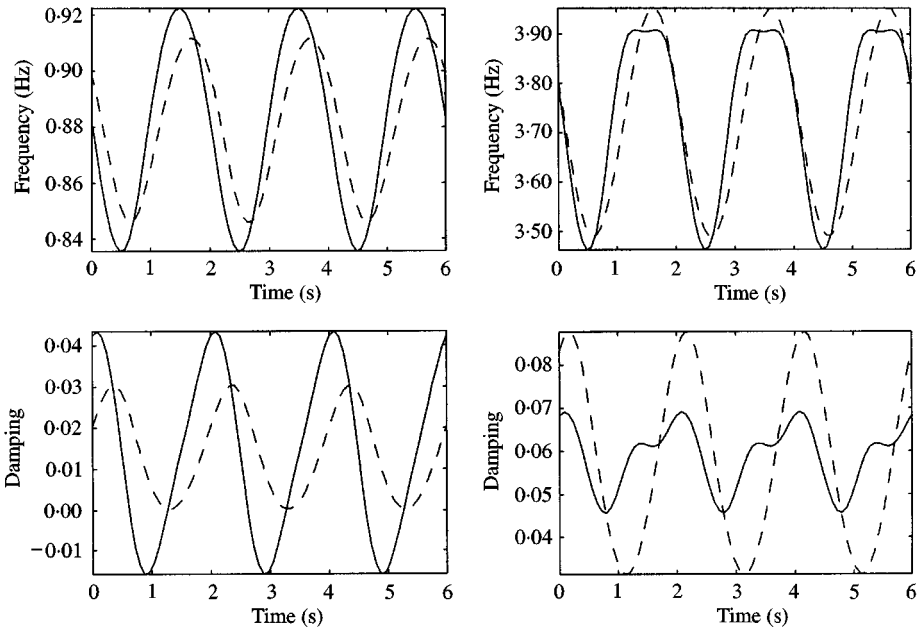 0·92
0·90
0·88
0·86
0·84
Frequency (Hz)
0 1 2 3 4 5 6
Time (s)
3·90
3·80
3·70
3·60
3·50
Frequency (Hz)
0 1 2 3 4 5 6
Time (s)
0·04
0·03
0·02
0·01
0·00
−0·01
Damping
0 1 2 3 4 5 6
Time (s)
0·08
0·07
0·06
0·05
0·04
Damping
0 1 2 3 4 5 6
Time (s)